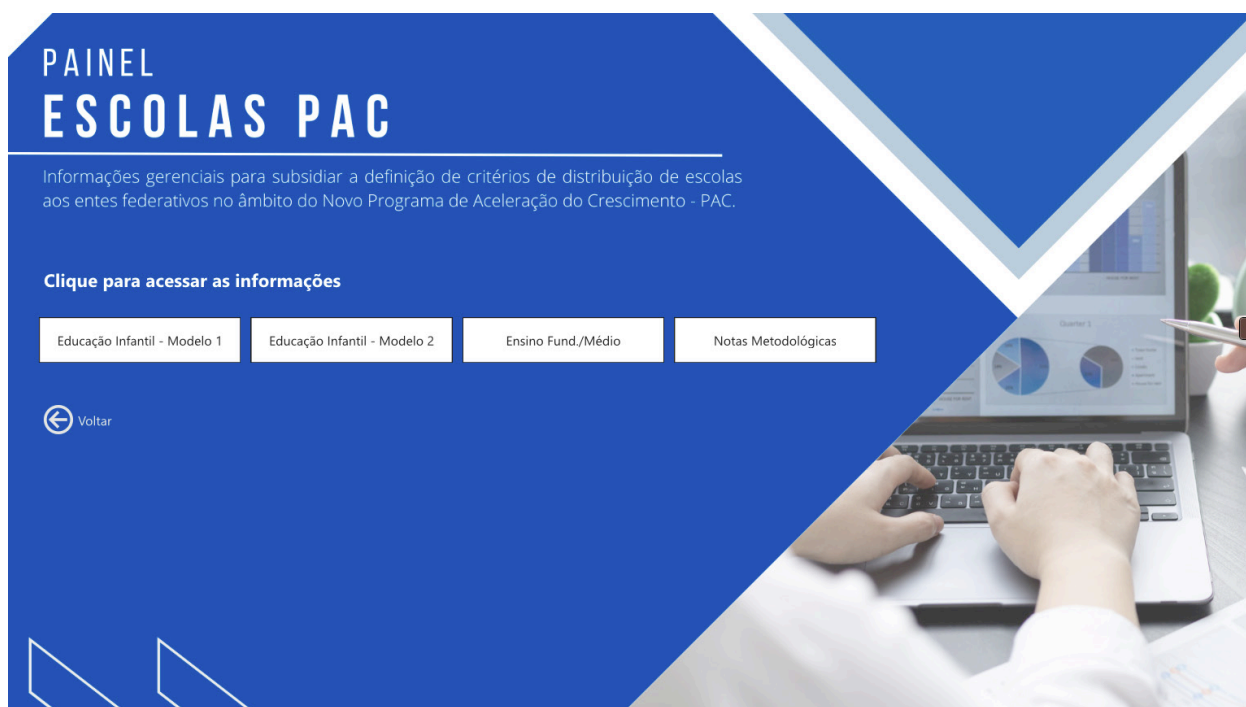 PAINEL
ESCOLAS PAC
Informações gerenciais para subsidiar a definição de critérios de distribuição de escolas
aos entes federativos no âmbito do Novo Programa de Aceleração do Crescimento - PAC.
Clique para acessar as informações
Educação Infantil - Modelo 1
Educação Infantil - Modelo 2
Ensino Fund./Médio
Notas Metodológicas
Voltar
Quarter 1